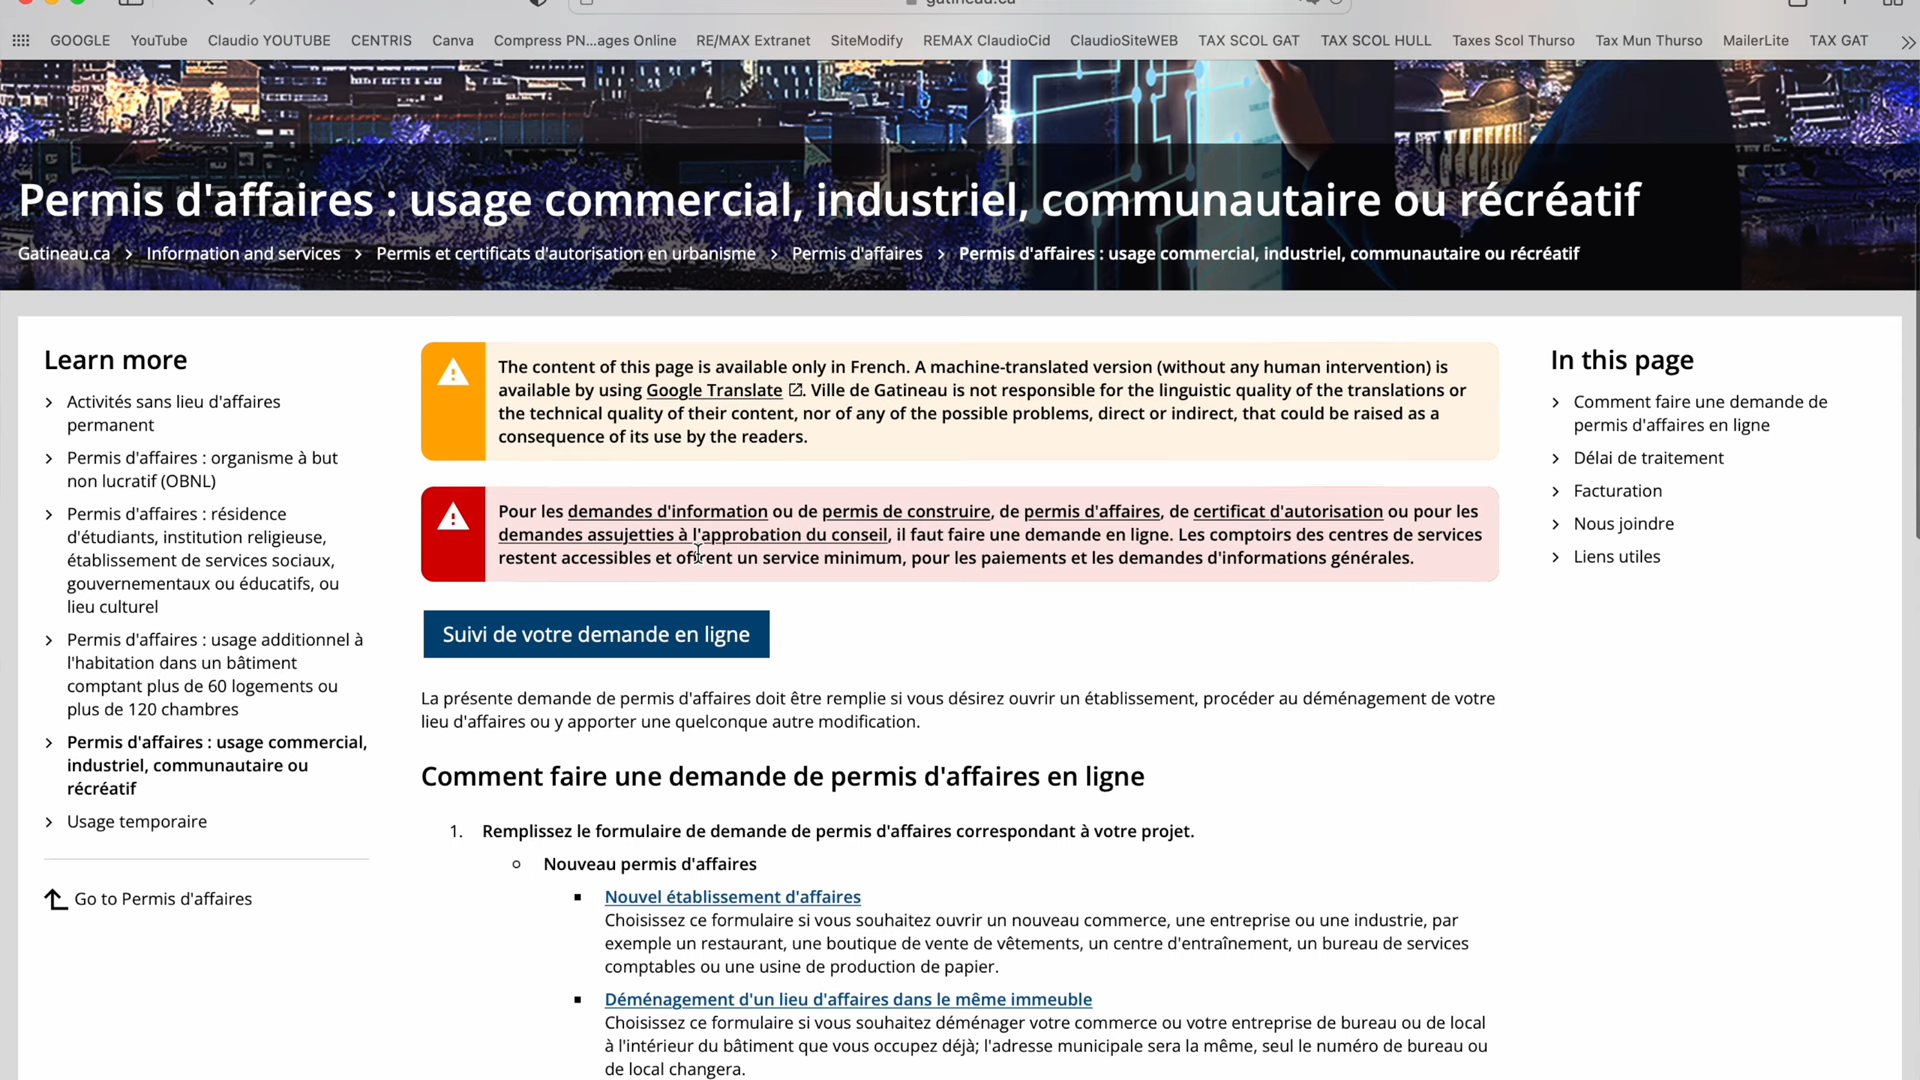 GOOGLE YouTube Claudio YOUTUBE CENTRIS Canva Compress PN...ages Online RE/MAX Extranet SiteModify REMAX ClaudioCid ClaudioSiteWEB TAX SCOL GAT TAX SCOL HULL Taxes Scol Thurso Tax Mun Thurso MailerLite TAX GAT
Permis d'affaires : usage commercial, industriel, communautaire ou récréatif
Gatineau.ca > Information and services > Permis et certificats d'autorisation en urbanisme > Permis d'affaires > Permis d'affaires : usage commercial, industriel, communautaire ou récréatif
Learn more
Activités sans lieu d'affaires
permanent
Permis d'affaires : organisme à but
non lucratif (OBNL)
Permis d'affaires : résidence
d'étudiants, institution religieuse,
établissement de services sociaux,
gouvernementaux ou éducatifs, ou
lieu culturel
Permis d'affaires : usage additionnel à
l'habitation dans un bâtiment
comptant plus de 60 logements ou
plus de 120 chambres
Permis d'affaires : usage commercial,
industriel, communautaire ou
récréatif
Usage temporaire
Go to Permis d'affaires
The content of this page is available only in French. A machine-translated version (without any human intervention) is
available by using Google Translate. Ville de Gatineau is not responsible for the linguistic quality of the translations or
the technical quality of their content, nor of any of the possible problems, direct or indirect, that could be raised as a
consequence of its use by the readers.
Pour les demandes d'information ou de permis de construire, de permis d'affaires, de certificat d'autorisation ou pour les
demandes assujetties à l'approbation du conseil, il faut faire une demande en ligne. Les comptoirs des centres de services
restent accessibles et offrent un service minimum, pour les paiements et les demandes d'informations générales.
Suivi de votre demande en ligne
La présente demande de permis d'affaires doit être remplie si vous désirez ouvrir un établissement, procéder au déménagement de votre
lieu d'affaires ou y apporter une quelconque autre modification.
Comment faire une demande de permis d'affaires en ligne
1. Remplissez le formulaire de demande de permis d'affaires correspondant à votre projet.
Nouveau permis d'affaires
Nouvel établissement d'affaires
Choisissez ce formulaire si vous souhaitez ouvrir un nouveau commerce, une entreprise ou une industrie, par
exemple un restaurant, une boutique de vente de vêtements, un centre d'entraînement, un bureau de services
comptables ou une usine de production de papier.
Déménagement d'un lieu d'affaires dans le même immeuble
Choisissez ce formulaire si vous souhaitez déménager votre commerce ou votre entreprise de bureau ou de local
à l'intérieur du bâtiment que vous occupez déjà; l'adresse municipale sera la même, seul le numéro de bureau ou
de local changera.
In this page
Comment faire une demande de
permis d'affaires en ligne
Délai de traitement
Facturation
Nous joindre
Liens utiles